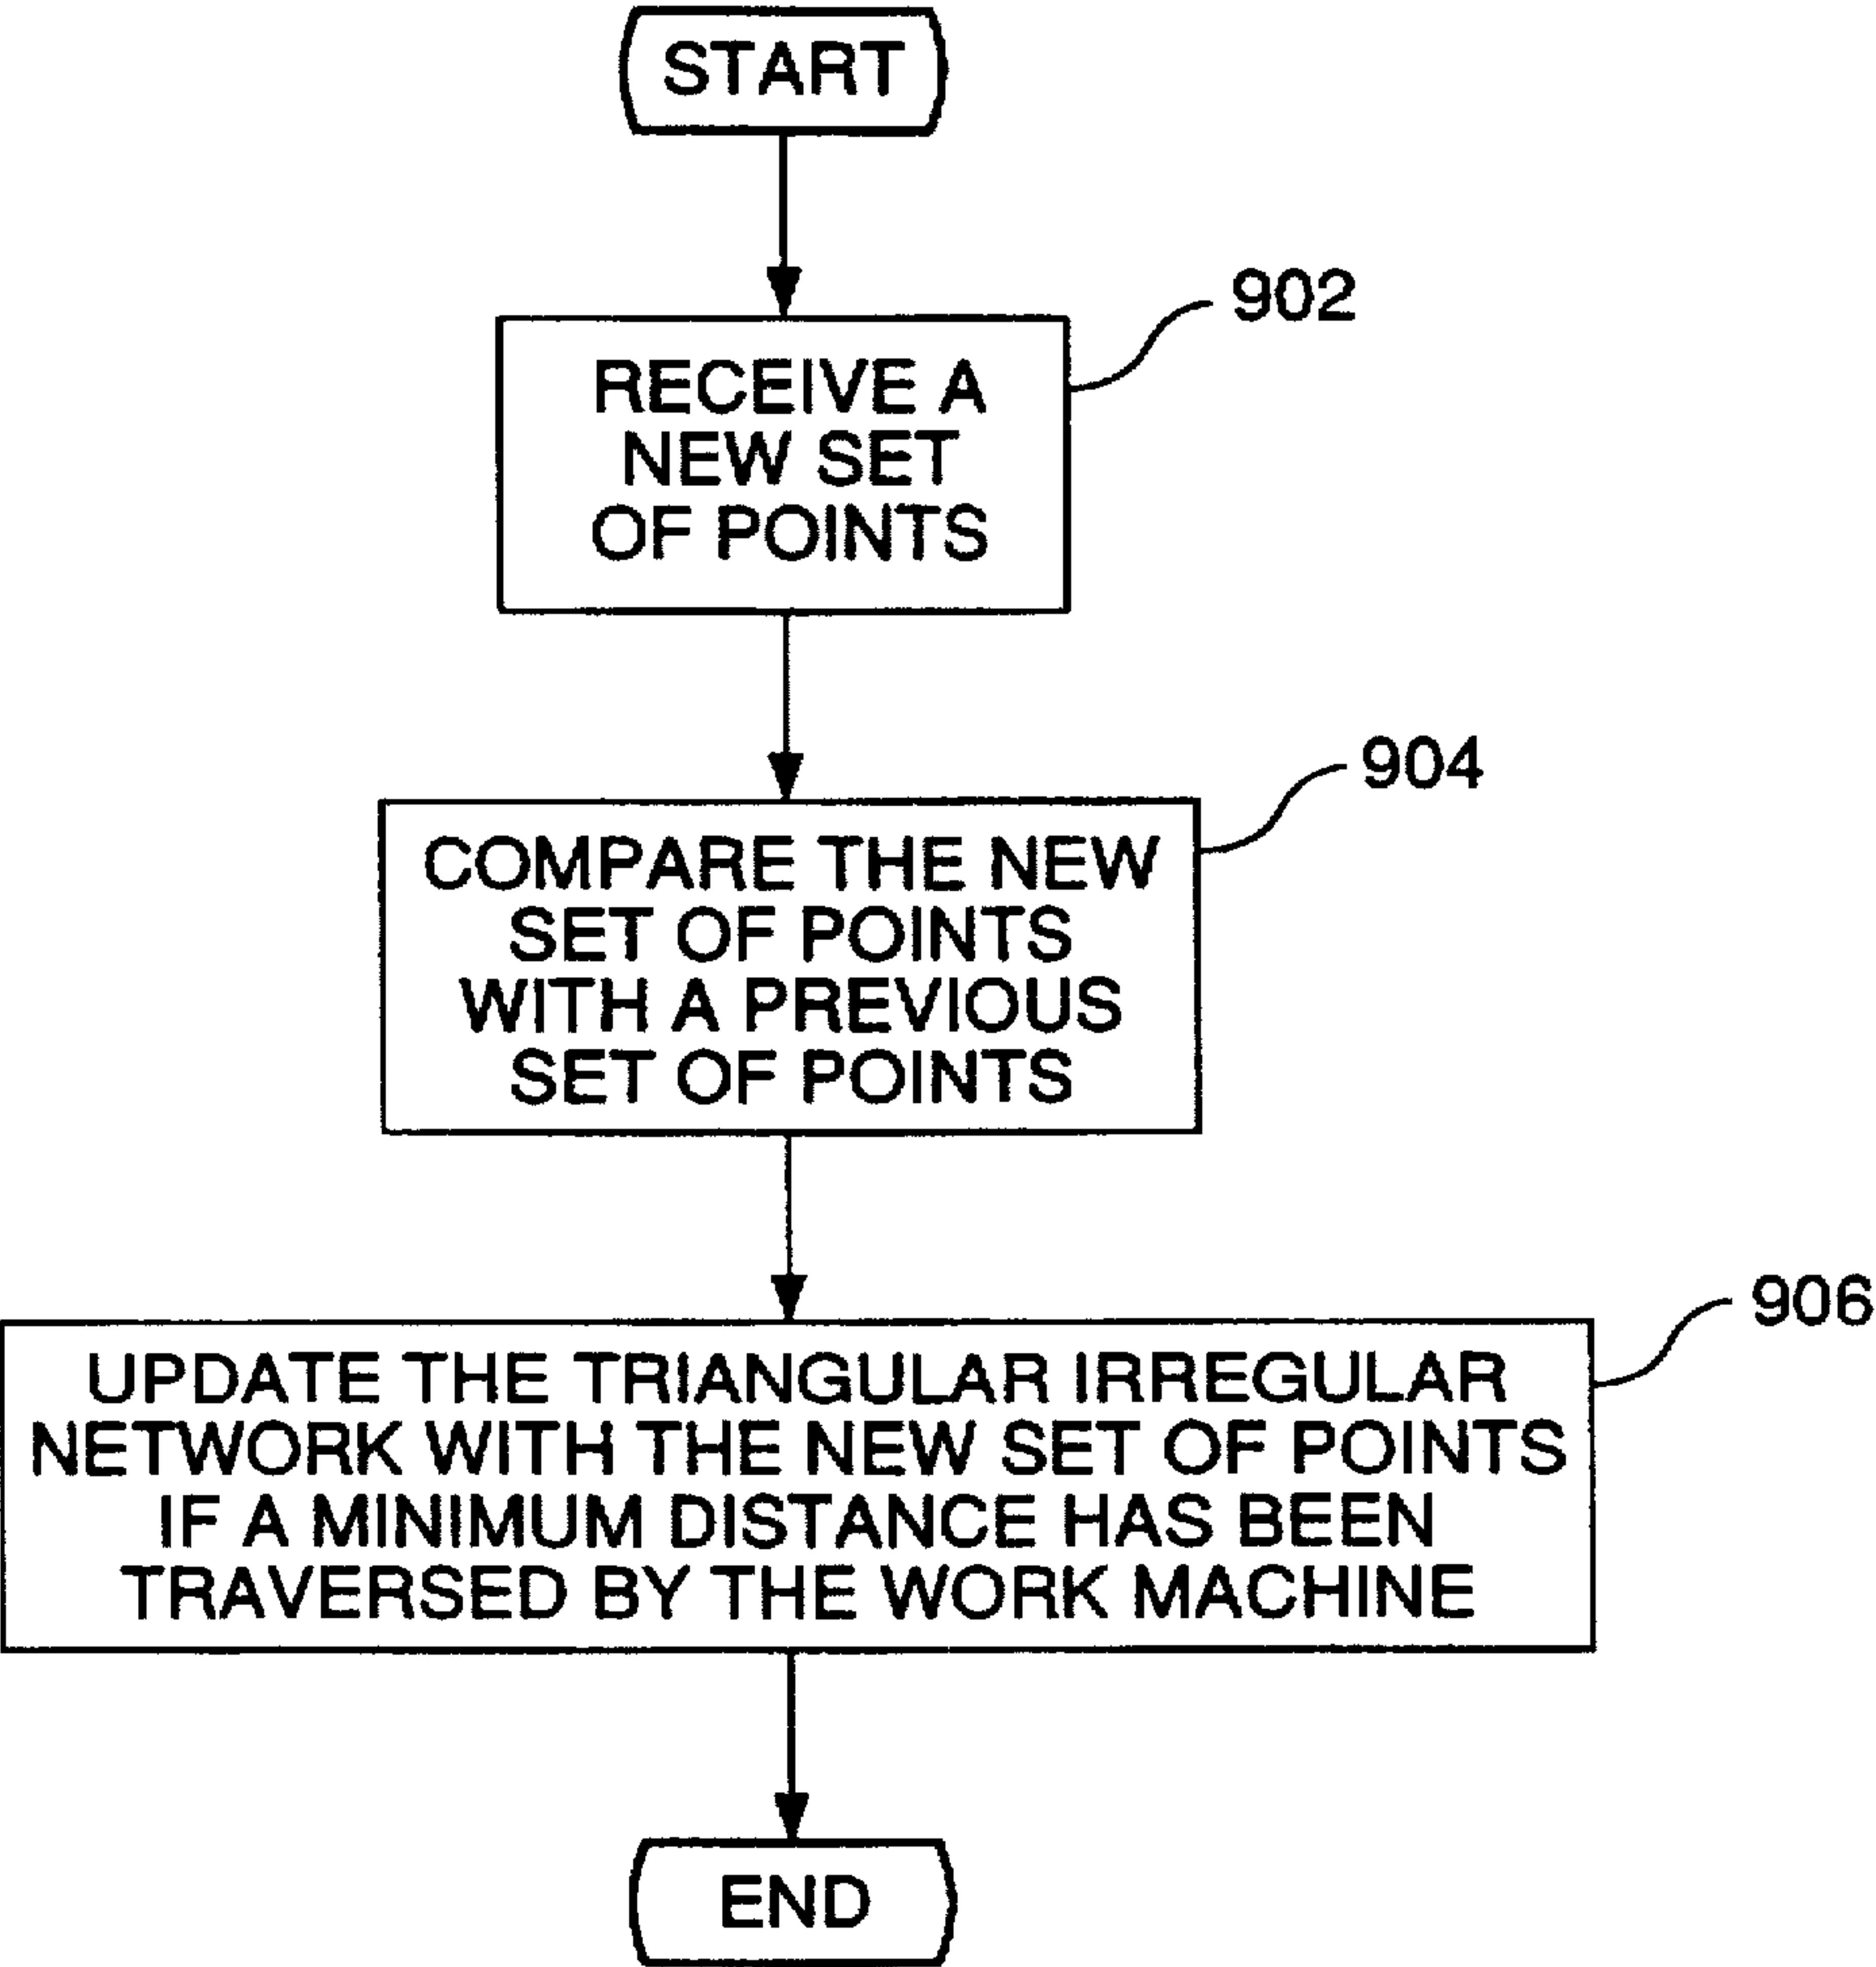 START
902
RECEIVE A
NEW SET
OF POINTS
904
COMPARE THE NEW
SET OF POINTS
WITH A PREVIOUS
SET OF POINTS
906
UPDATE THE TRIANGULAR IRREGULAR
NETWORK WITH THE NEW SET OF POINTS
IF A MINIMUM DISTANCE HAS BEEN
TRAVERSED BY THE WORK MACHINE
END